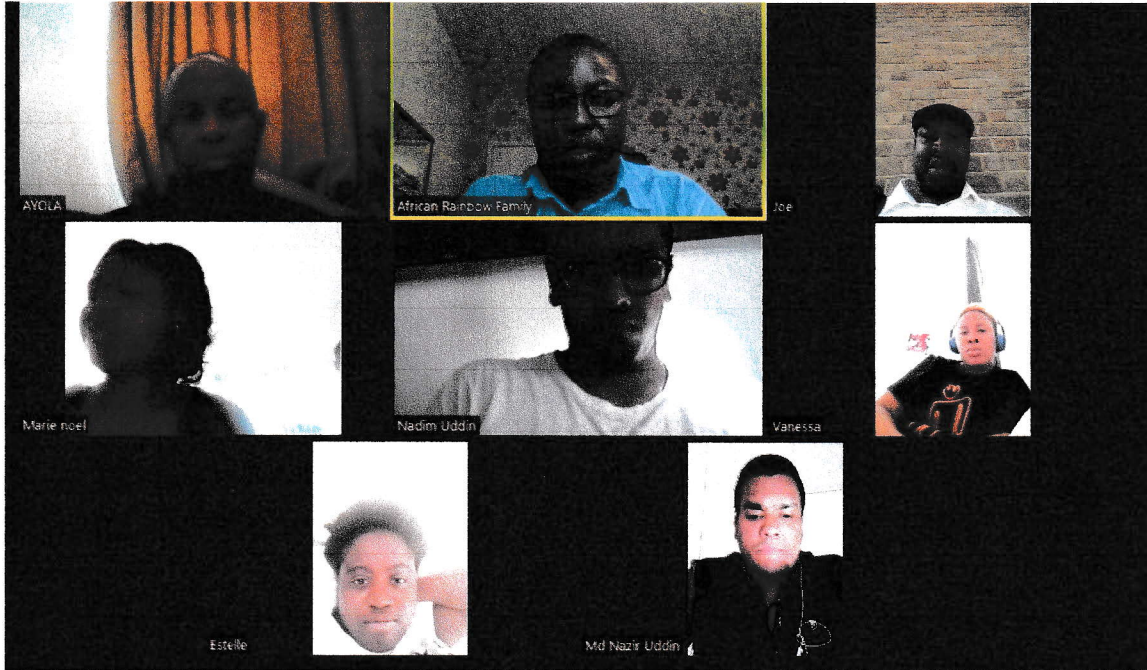 AYOLA
African Rainbow Family
Joe
Marie noel
Nadim Uddin
Vanessa
Estelle
Md Nazir Uddin